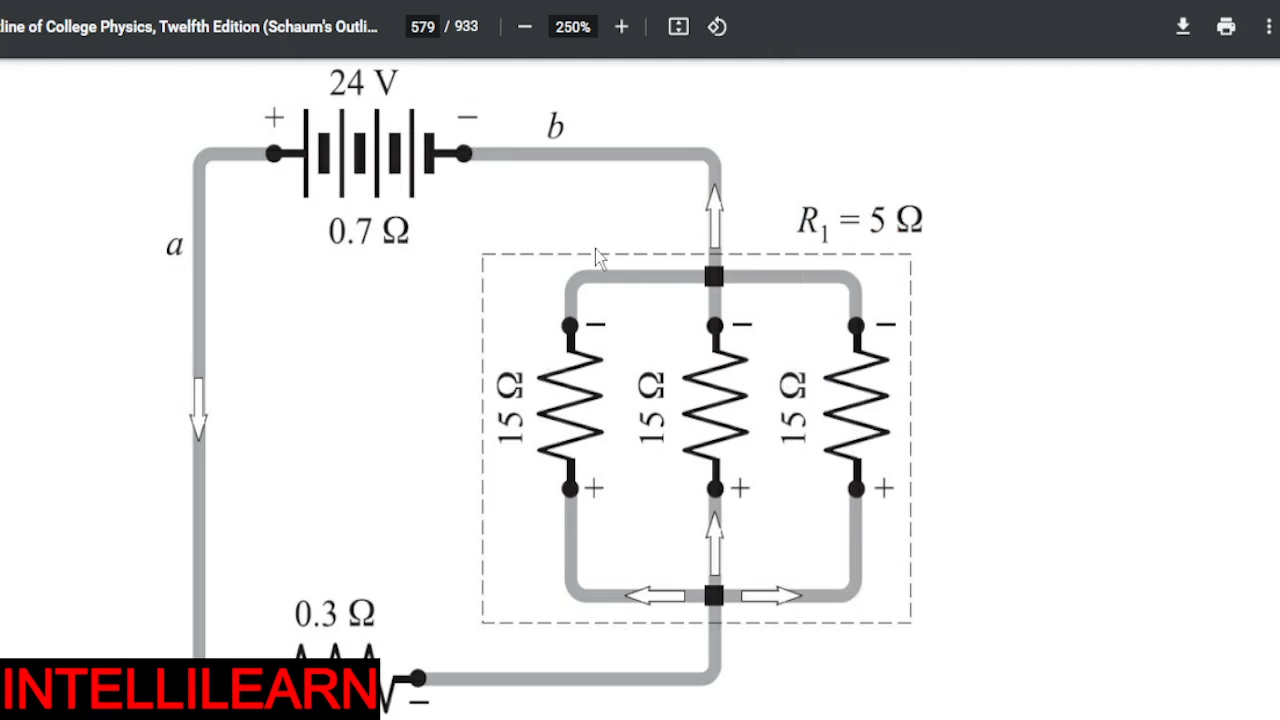 tline of College Physics, Twelfth Edition (Schaum's Outli...
579 / 933
− 250% +
24 V
+ −
b
0.7 Ω
a
R1 = 5 Ω
− − −
15 Ω 15 Ω 15 Ω
+ + +
0.3 Ω
−
INTELLILEARN